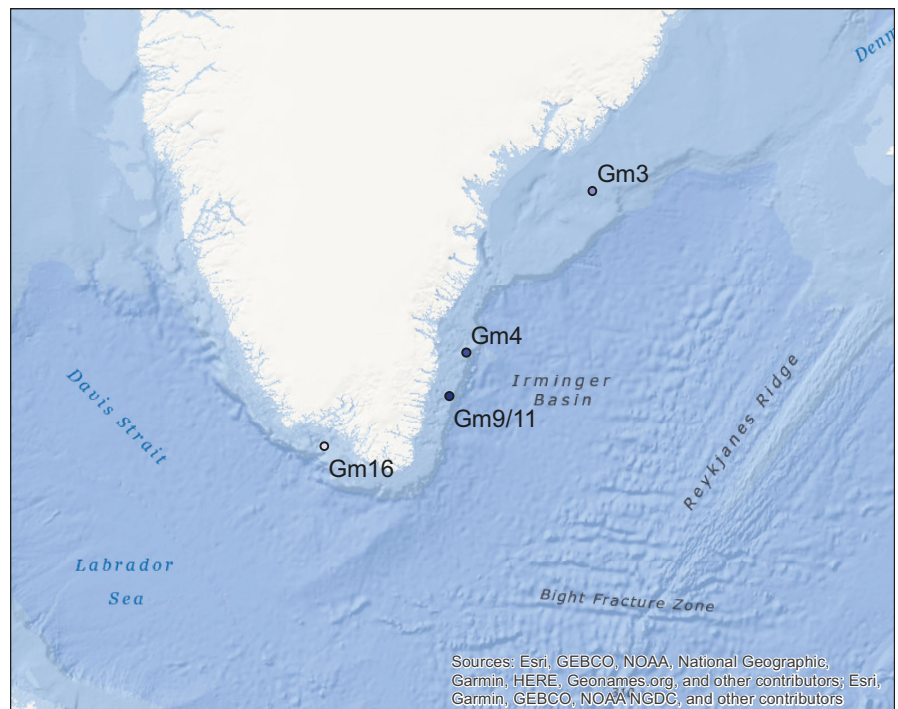 Denn
Gm3
Gm4
Irminger
Basin
Gm9/11
Reykjanes Ridge
Davis Strait
Gm16
Labrador
Sea
Bight Fracture Zone
Sources: Esri, GEBCO, NOAA, National Geographic,
Garmin, HERE, Geonames.org, and other contributors; Esri,
Garmin, GEBCO, NOAA NGDC, and other contributors